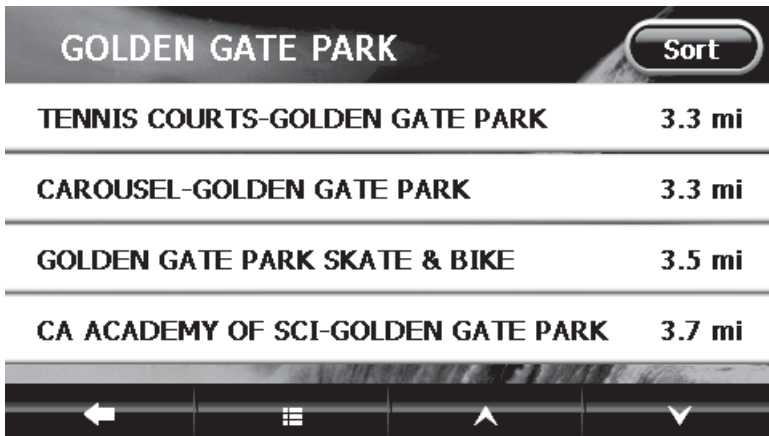 GOLDEN GATE PARK Sort
TENNIS COURTS-GOLDEN GATE PARK 3.3 mi
CAROUSEL-GOLDEN GATE PARK 3.3 mi
GOLDEN GATE PARK SKATE & BIKE 3.5 mi
CA ACADEMY OF SCI-GOLDEN GATE PARK 3.7 mi